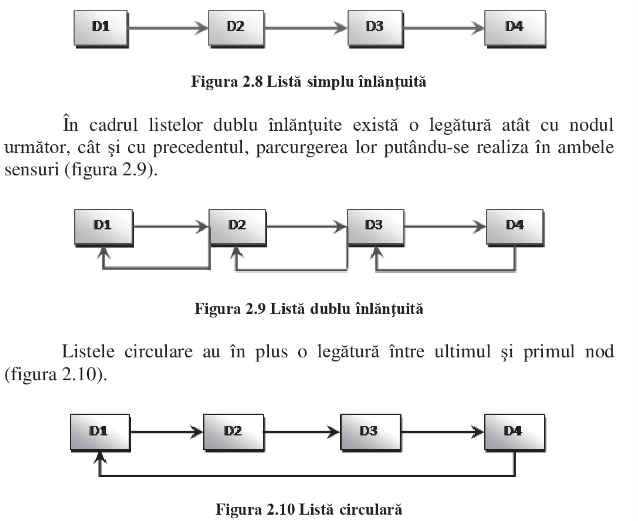 D1 D2 D3 D4
Figura 2.8 Listă simplu înlănţuită
În cadrul listelor dublu înlănţuite există o legătură atât cu nodul
următor, cât şi cu precedentul, parcurgerea lor putându-se realiza în ambele
sensuri (figura 2.9).
D1 D2 D3 D4
Figura 2.9 Listă dublu înlănţuită
Listele circulare au în plus o legătură între ultimul şi primul nod
(figura 2.10).
D1 D2 D3 D4
Figura 2.10 Listă circulară